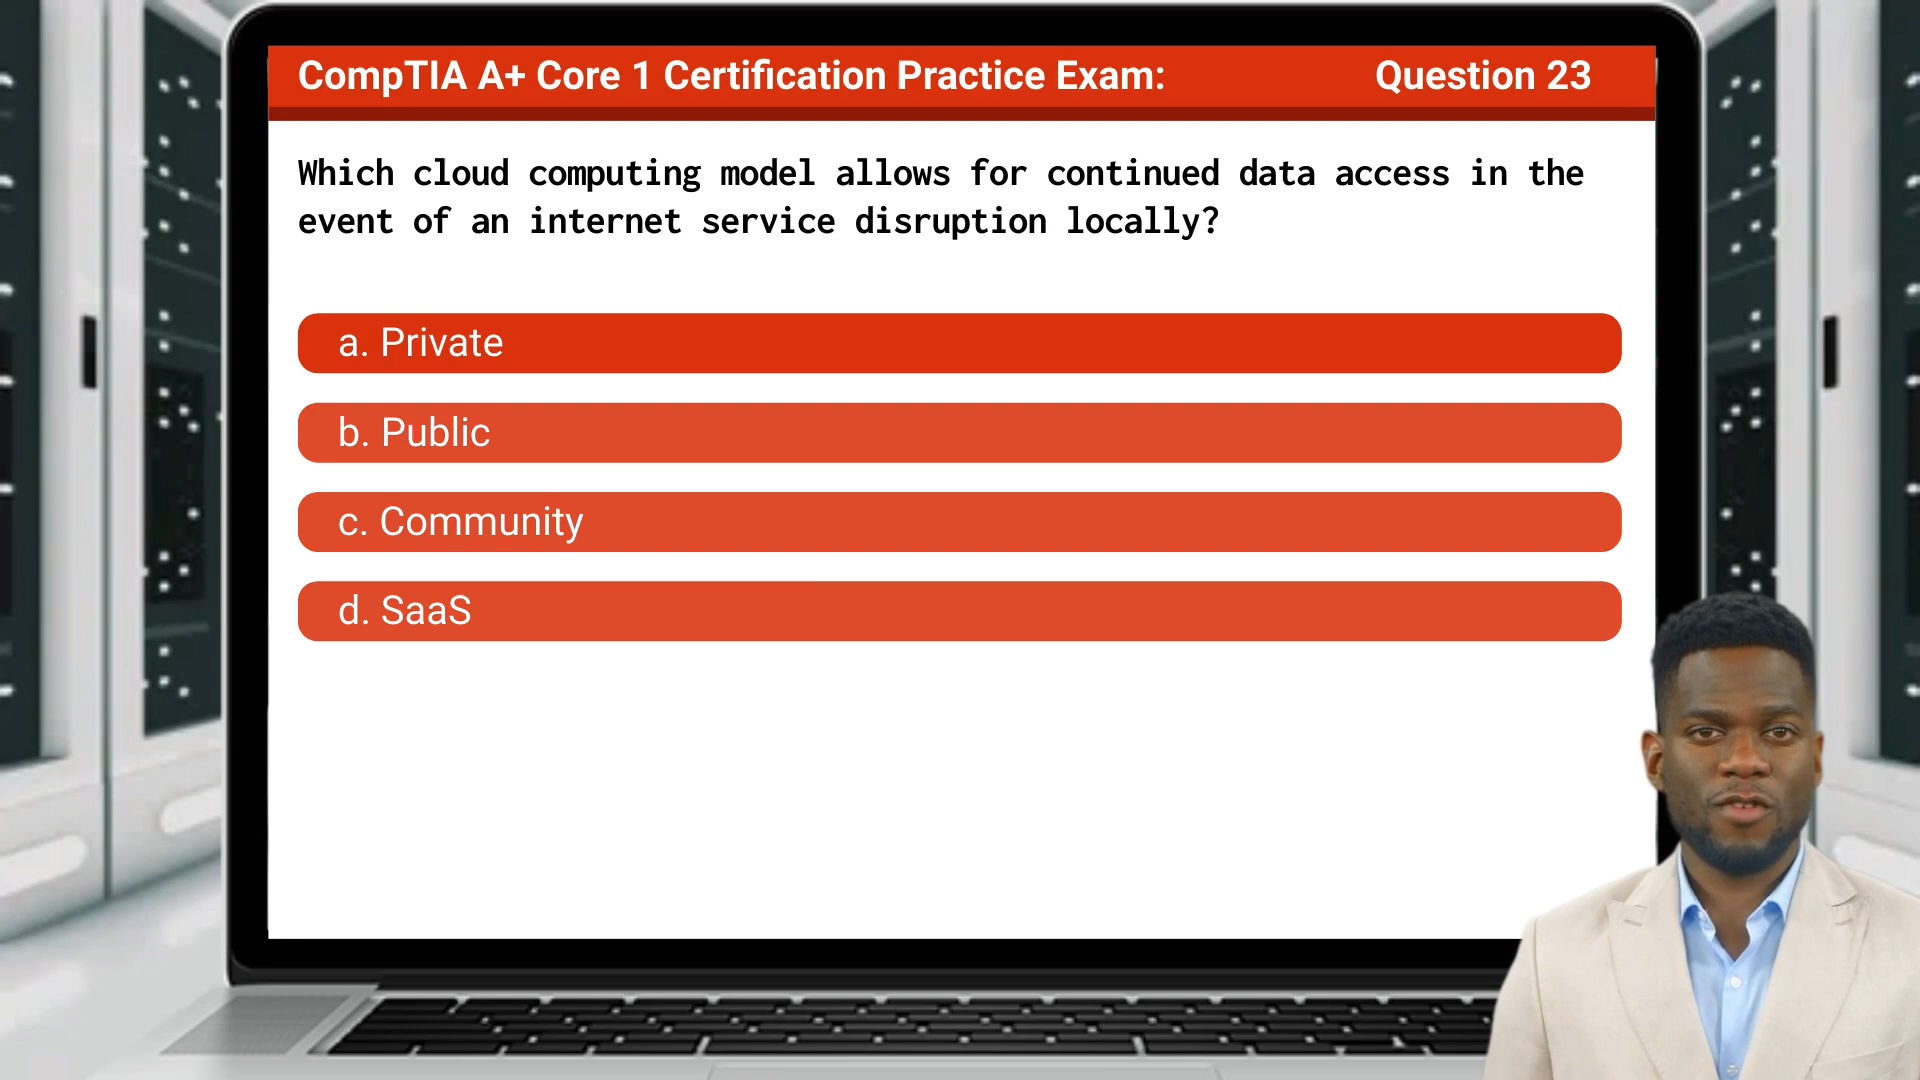 CompTIA A+ Core 1 Certification Practice Exam: Question 23
Which cloud computing model allows for continued data access in the
event of an internet service disruption locally?
a. Private
b. Public
c. Community
d. SaaS